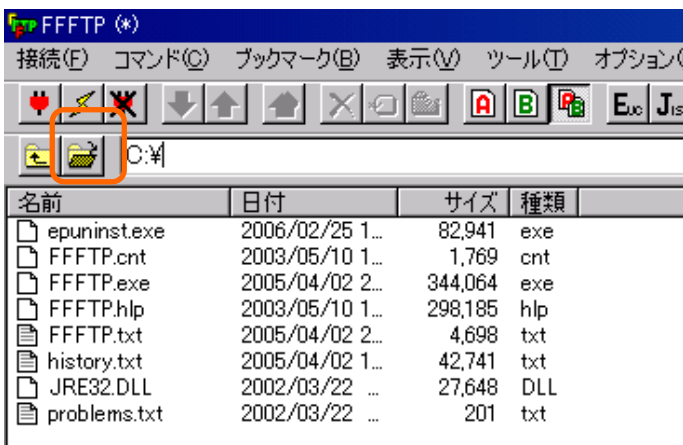 FFFTP (*)
接続(F) コマンド(C) ブックマーク(B) 表示(V) ツール(T) オプション(
A B Euc Jis
C:¥
名前 日付 サイズ 種類
epuninst.exe 2006/02/25 1... 82,941 exe
FFFTP.cnt 2003/05/10 1... 1,769 cnt
FFFTP.exe 2005/04/02 2... 344,064 exe
FFFTP.hlp 2003/05/10 1... 298,185 hlp
FFFTP.txt 2005/04/02 2... 4,698 txt
history.txt 2005/04/02 1... 42,741 txt
JRE32.DLL 2002/03/22 ... 27,648 DLL
problems.txt 2002/03/22 ... 201 txt